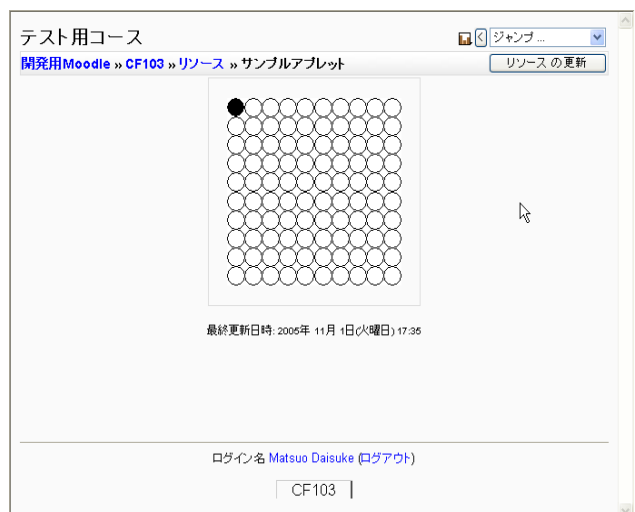 テスト用コース
ジャンプ...
開発用Moodle » CF103 » リソース » サンプルアプレット
リソース の更新
最終更新日時: 2005年 11月 1日(火曜日) 17:35
ログイン名 Matsuo Daisuke (ログアウト)
CF103